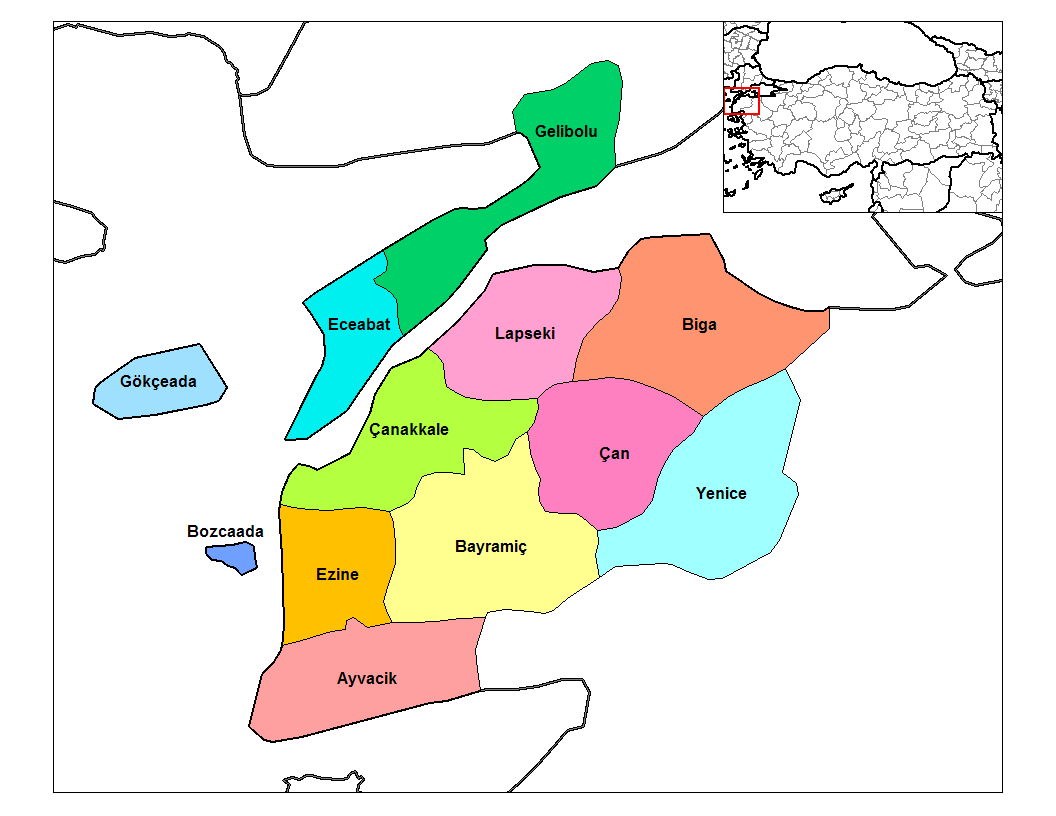 Gelibolu
Eceabat
Lapseki
Biga
Gökçeada
Çanakkale
Çan
Yenice
Bozcaada
Bayramiç
Ezine
Ayvacik